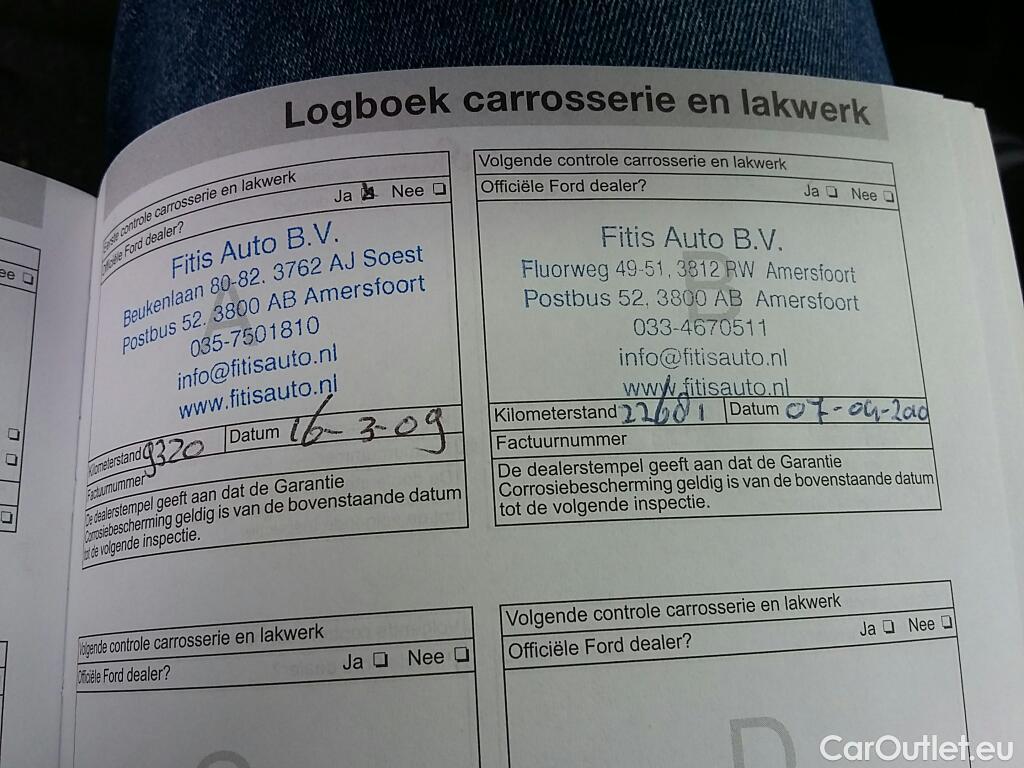 Logboek carrosserie en lakwerk
Eerste controle carrosserie en lakwerk
Officiële Ford dealer? Ja Nee
A
Fitis Auto B.V.
Beukenlaan 80-82. 3762 AJ Soest
Postbus 52, 3800 AB Amersfoort
035-7501810
info@fitisauto.nl
www.fitisauto.nl
Kilometerstand 9320 Datum 16-3-09
Factuurnummer
De dealerstempel geeft aan dat de Garantie
Corrosiebescherming geldig is van de bovenstaande datum
tot de volgende inspectie.
Volgende controle carrosserie en lakwerk
Officiële Ford dealer? Ja Nee
B
Fitis Auto B.V.
Fluorweg 49-51, 3812 RW Amersfoort
Postbus 52, 3800 AB Amersfoort
033-4670511
info@fitisauto.nl
www.fitisauto.nl
Kilometerstand 22681 Datum
Factuurnummer
De dealerstempel geeft aan dat de Garantie
Corrosiebescherming geldig is van de bovenstaande datum
tot de volgende inspectie.
Volgende controle carrosserie en lakwerk
Officiële Ford dealer? Ja Nee
Volgende controle carrosserie en lakwerk
Officiële Ford dealer? Ja Nee
D
CarOutlet.eu